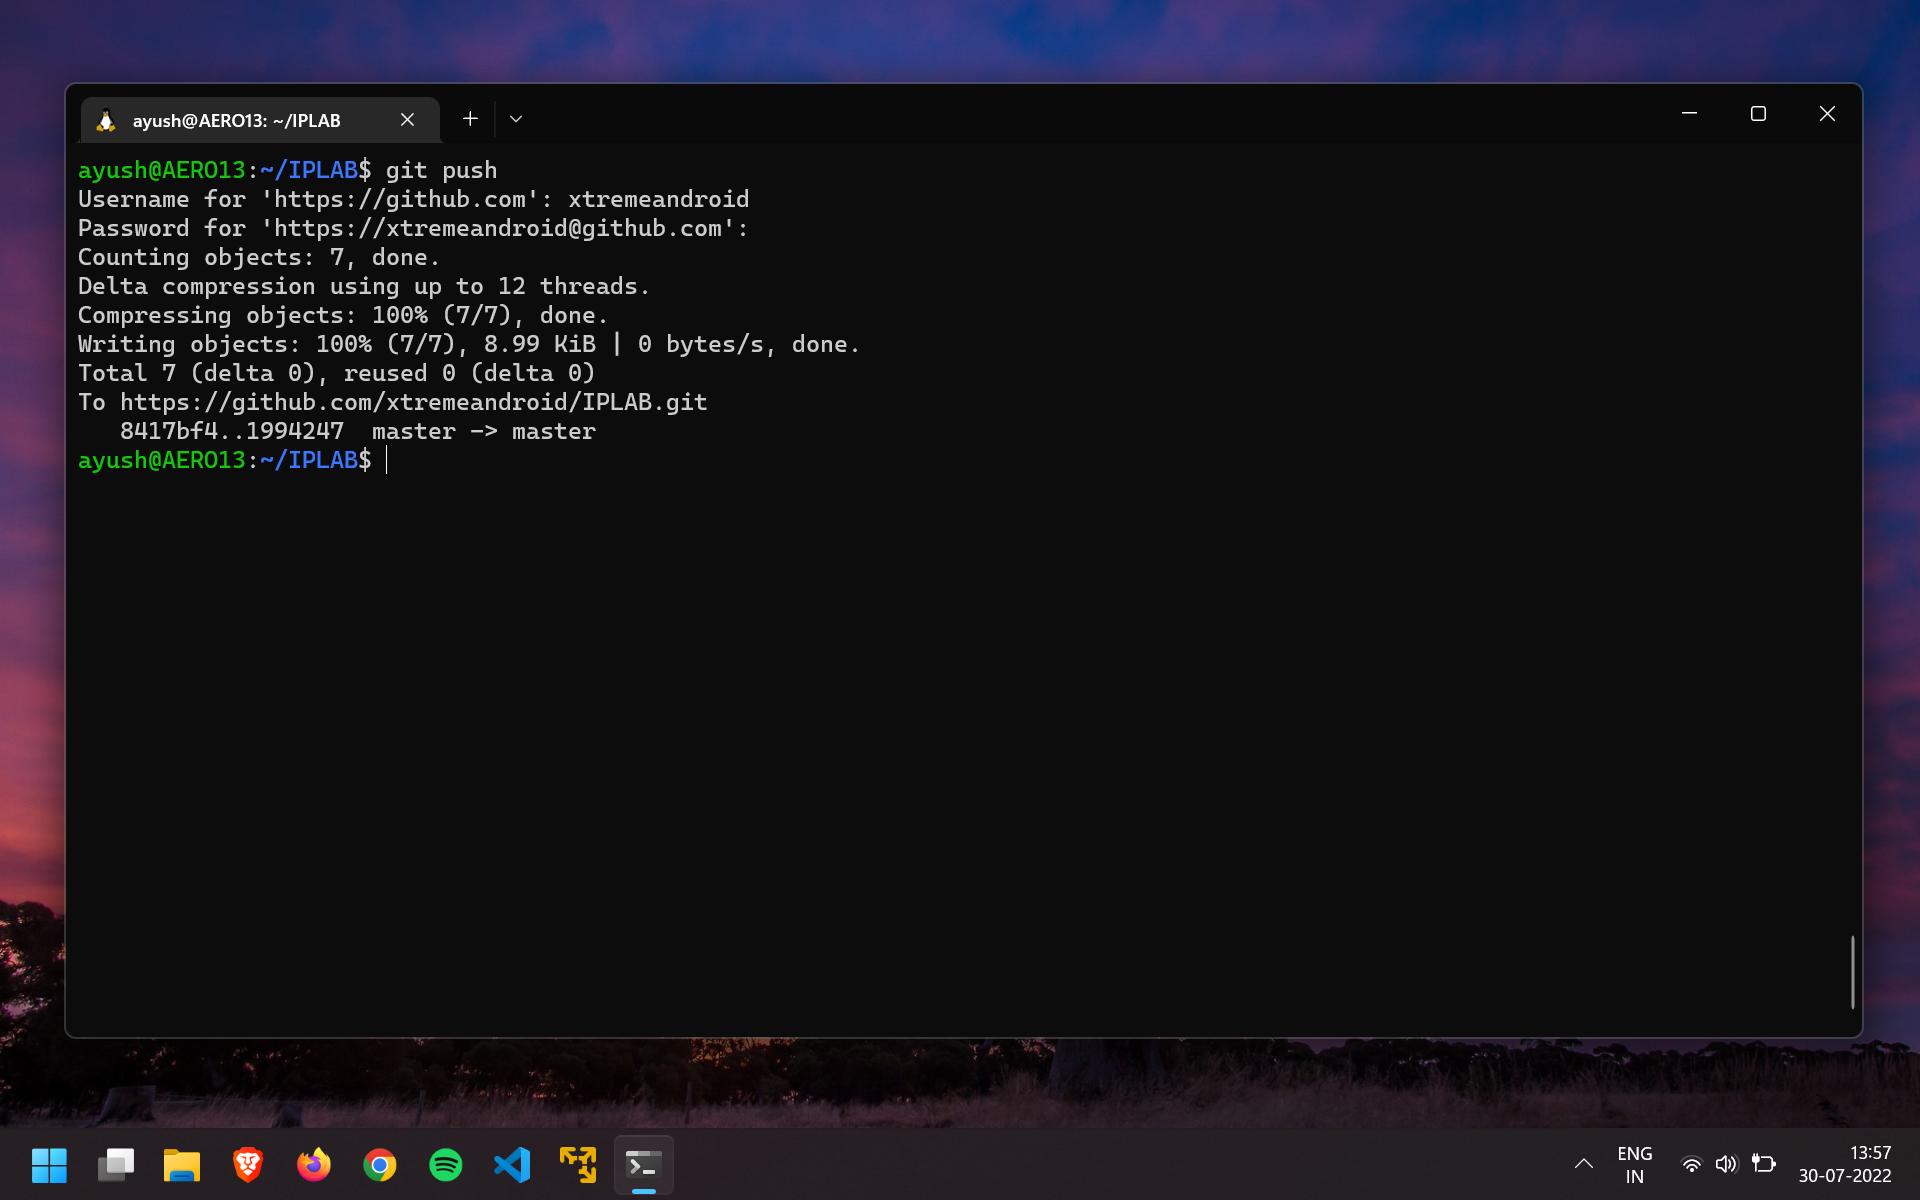 ayush@AERO13: ~/IPLAB
ayush@AERO13:~/IPLAB$ git push
Username for 'https://github.com': xtremeandroid
Password for 'https://xtremeandroid@github.com':
Counting objects: 7, done.
Delta compression using up to 12 threads.
Compressing objects: 100% (7/7), done.
Writing objects: 100% (7/7), 8.99 KiB | 0 bytes/s, done.
Total 7 (delta 0), reused 0 (delta 0)
To https://github.com/xtremeandroid/IPLAB.git
   8417bf4..1994247  master -> master
ayush@AERO13:~/IPLAB$
ENG
IN
13:57
30-07-2022